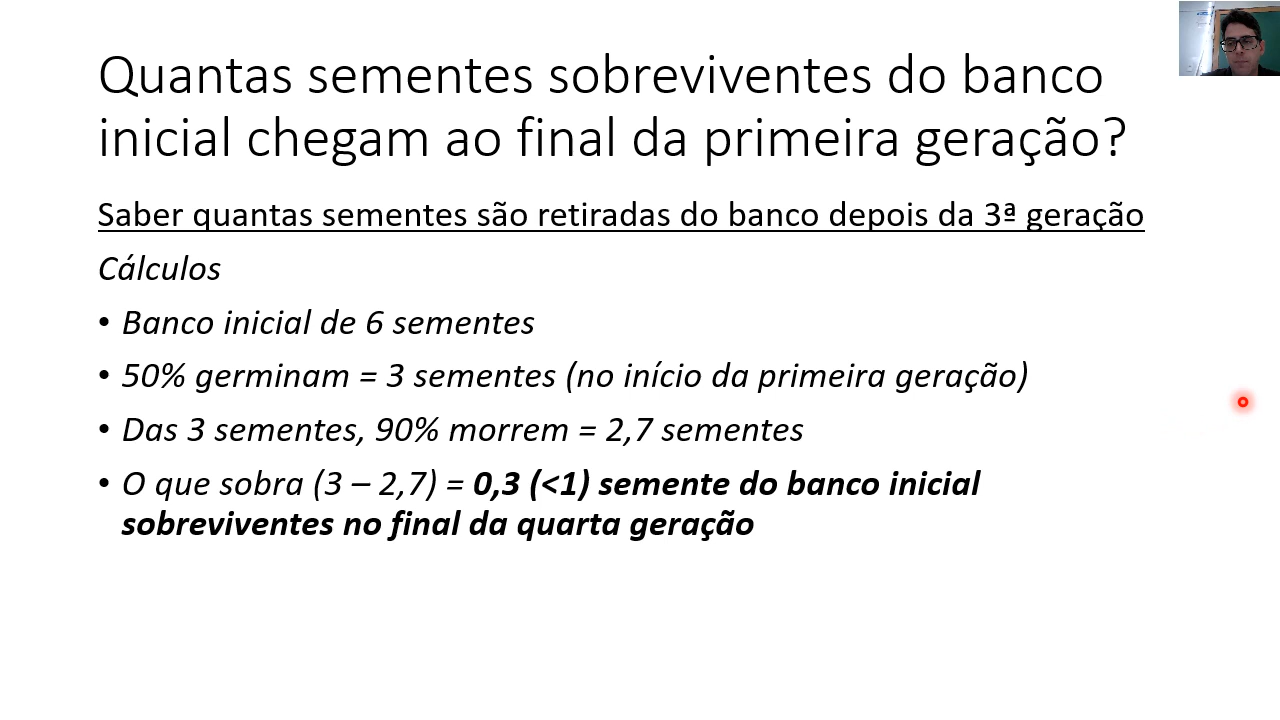 Quantas sementes sobreviventes do banco
inicial chegam ao final da primeira geração?
Saber quantas sementes são retiradas do banco depois da 3ª geração
Cálculos
• Banco inicial de 6 sementes
• 50% germinam = 3 sementes (no início da primeira geração)
• Das 3 sementes, 90% morrem = 2,7 sementes
• O que sobra (3 – 2,7) = 0,3 (<1) semente do banco inicial
sobreviventes no final da quarta geração